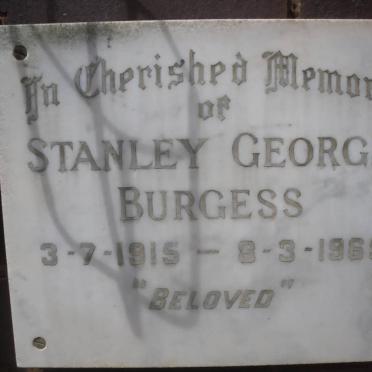 In Cherished Memor
of
STANLEY GEORG
BURGESS
3-7-1915 — 8-3-196
"BELOVED"